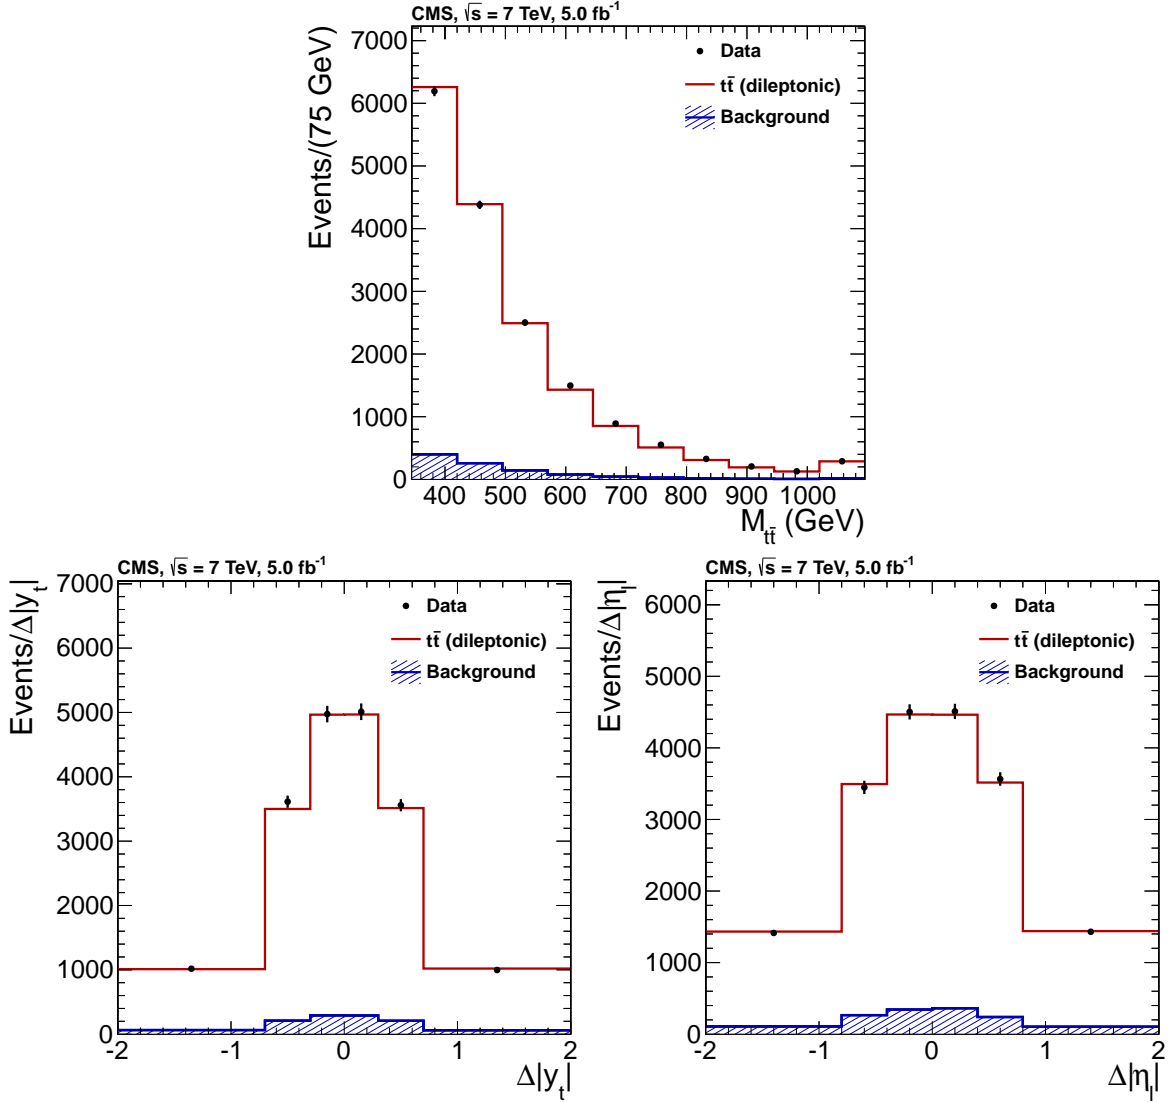 CMS, √s = 7 TeV, 5.0 fb⁻¹
Events/(75 GeV)
7000
6000
5000
4000
3000
2000
1000
0
Data
tt̄ (dileptonic)
Background
400 500 600 700 800 900 1000
M_tt̄ (GeV)
CMS, √s = 7 TeV, 5.0 fb⁻¹
Events/Δ|y_t|
7000
6000
5000
4000
3000
2000
1000
0
Data
tt̄ (dileptonic)
Background
-2 -1 0 1 2
Δ|y_t|
CMS, √s = 7 TeV, 5.0 fb⁻¹
Events/Δ|η_l|
6000
5000
4000
3000
2000
1000
0
Data
tt̄ (dileptonic)
Background
-2 -1 0 1 2
Δ|η_l|